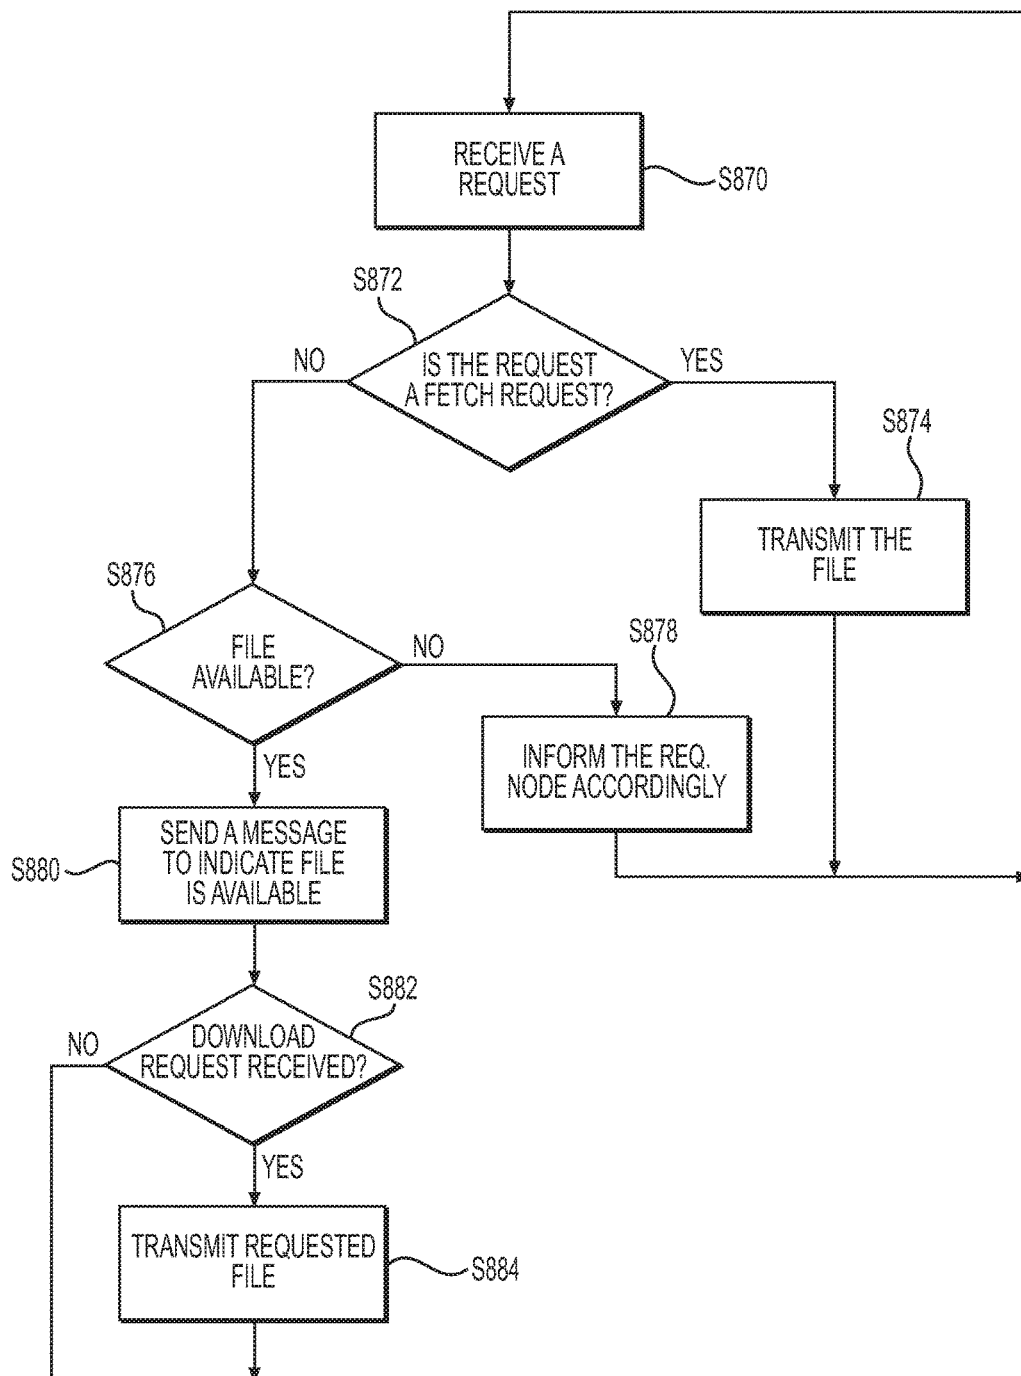 RECEIVE A
REQUEST
S870
S872
IS THE REQUEST
A FETCH REQUEST?
NO
YES
S874
TRANSMIT THE
FILE
S876
FILE
AVAILABLE?
NO
S878
INFORM THE REQ.
NODE ACCORDINGLY
YES
SEND A MESSAGE
TO INDICATE FILE
IS AVAILABLE
S880
S882
DOWNLOAD
REQUEST RECEIVED?
NO
YES
TRANSMIT REQUESTED
FILE
S884